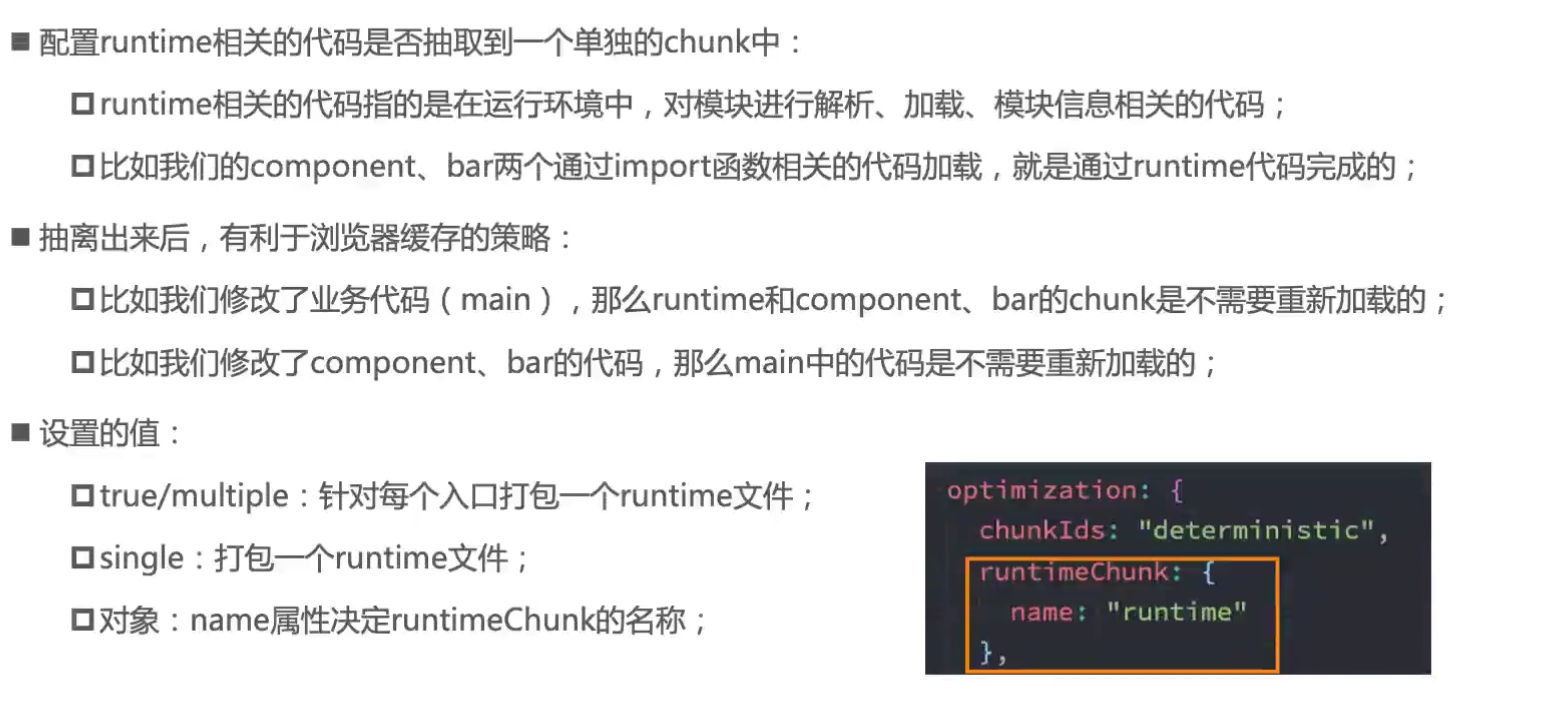 配置runtime相关的代码是否抽取到一个单独的chunk中：
runtime相关的代码指的是在运行环境中，对模块进行解析、加载、模块信息相关的代码；
比如我们的component、bar两个通过import函数相关的代码加载，就是通过runtime代码完成的；
抽离出来后，有利于浏览器缓存的策略：
比如我们修改了业务代码（main），那么runtime和component、bar的chunk是不需要重新加载的；
比如我们修改了component、bar的代码，那么main中的代码是不需要重新加载的；
设置的值：
true/multiple：针对每个入口打包一个runtime文件；
single：打包一个runtime文件；
对象：name属性决定runtimeChunk的名称；
optimization: {
chunkIds: "deterministic",
runtimeChunk: {
name: "runtime"
},